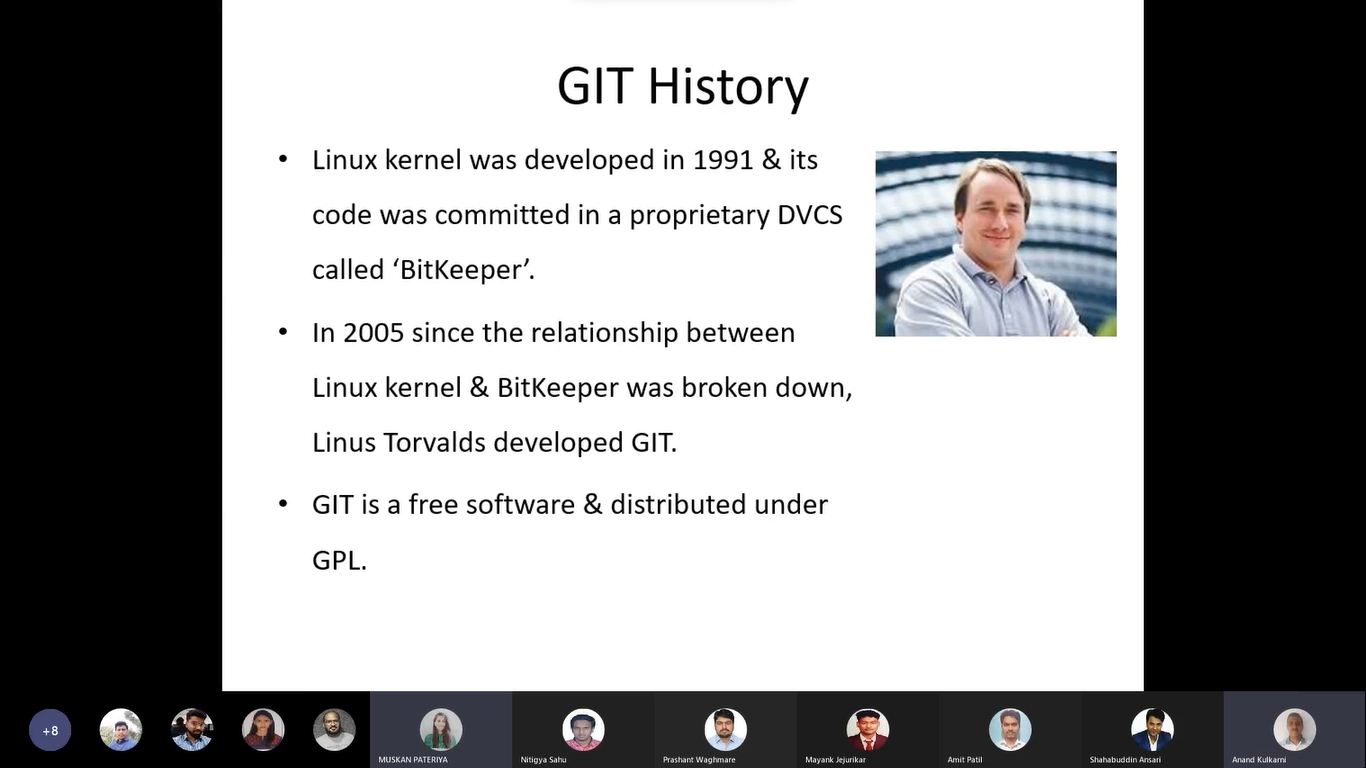 GIT History
• Linux kernel was developed in 1991 & its
code was committed in a proprietary DVCS
called ‘BitKeeper’.
• In 2005 since the relationship between
Linux kernel & BitKeeper was broken down,
Linus Torvalds developed GIT.
• GIT is a free software & distributed under
GPL.
+8
MUSKAN PATERIYA
Nitigya Sahu
Prashant Waghmare
Mayank Jejurikar
Amit Patil
Shahabuddin Ansari
Anand Kulkarni